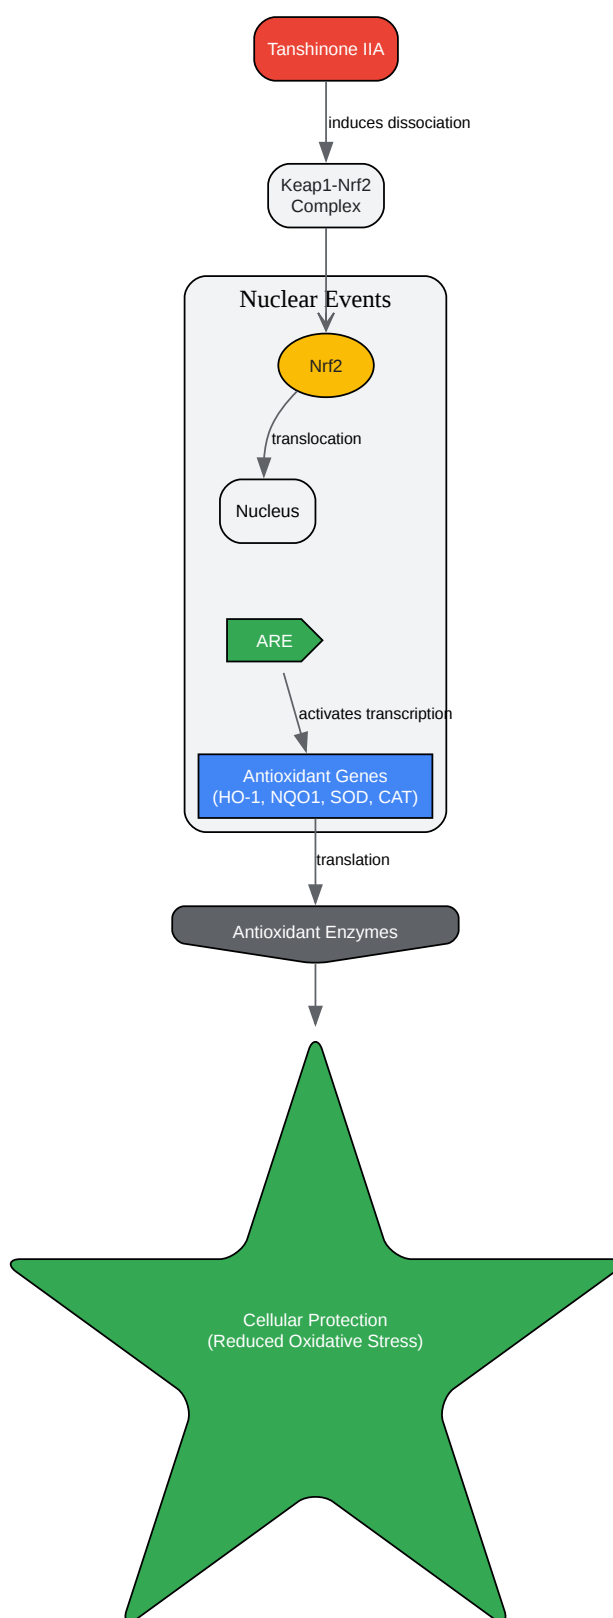 Tanshinone IIA
induces dissociation
Keap1-Nrf2
Complex
Nuclear Events
Nrf2
translocation
Nucleus
ARE
activates transcription
Antioxidant Genes
(HO-1, NQO1, SOD, CAT)
translation
Antioxidant Enzymes
Cellular Protection
(Reduced Oxidative Stress)